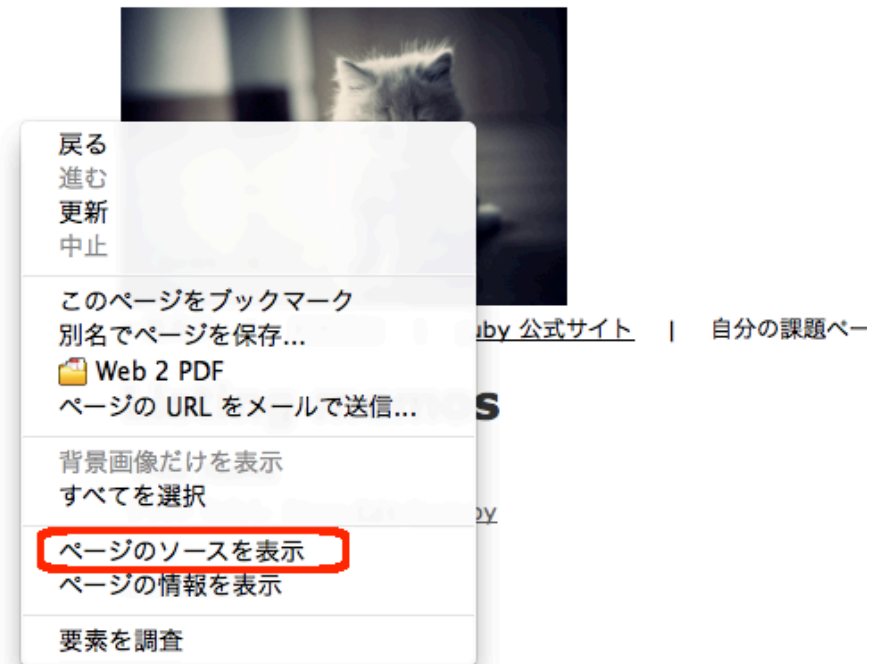 戻る
進む
更新
中止
このページをブックマーク
別名でページを保存...
Web 2 PDF
ページの URL をメールで送信...
背景画像だけを表示
すべてを選択
ページのソースを表示
ページの情報を表示
要素を調査
uby 公式サイト | 自分の課題ペー
s
by